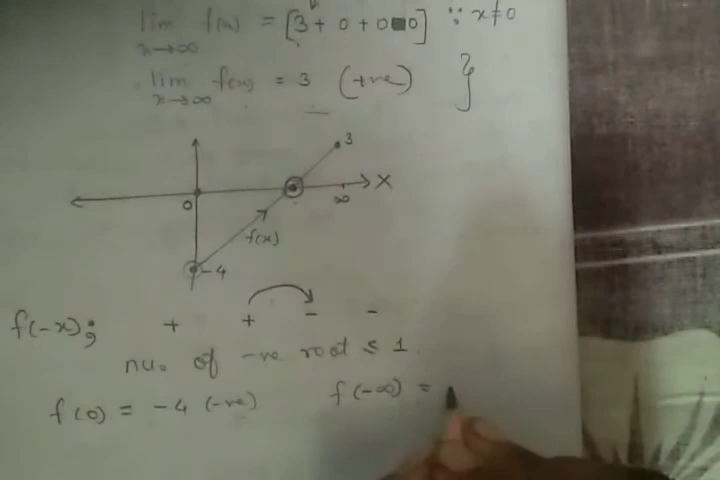 lim f(x) = [3 + 0 + 0 0] ∵ x≠0
x→∞
lim f(x) = 3 (+ve) }
x→∞
3
0 ∞ X
f(x)
-4
f(-x); + + - -
nu. of -ve root ≤ 1.
f(0) = -4 (-ve) f(-∞) =